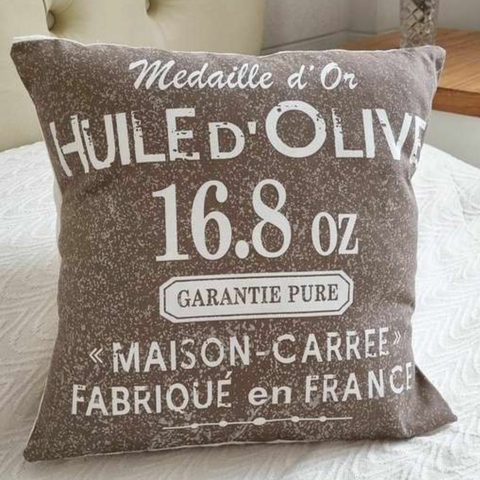 Medaille d'Or
HUILE D'OLIVE
16.8 oz
GARANTIE PURE
« MAISON-CARREE »
FABRIQUÉ en FRANCE